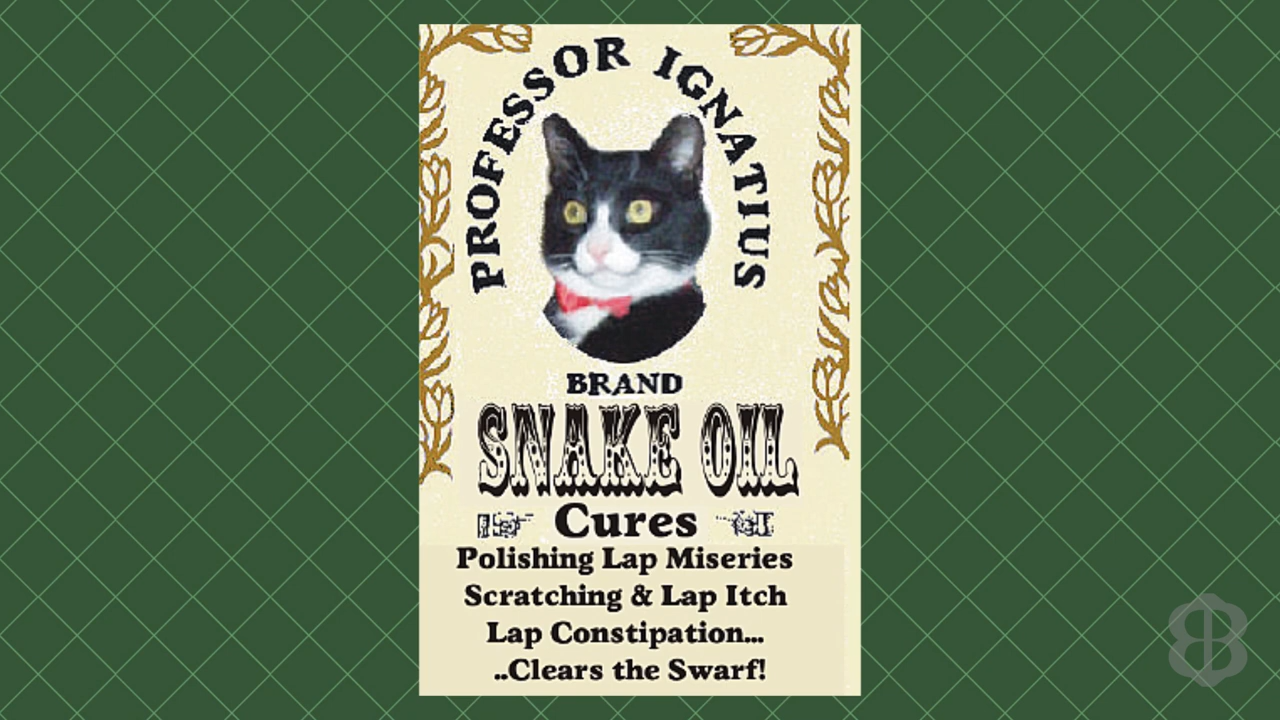 PROFESSOR IGNATIUS
BRAND
SNAKE OIL
Cures
Polishing Lap Miseries
Scratching & Lap Itch
Lap Constipation...
..Clears the Swarf!